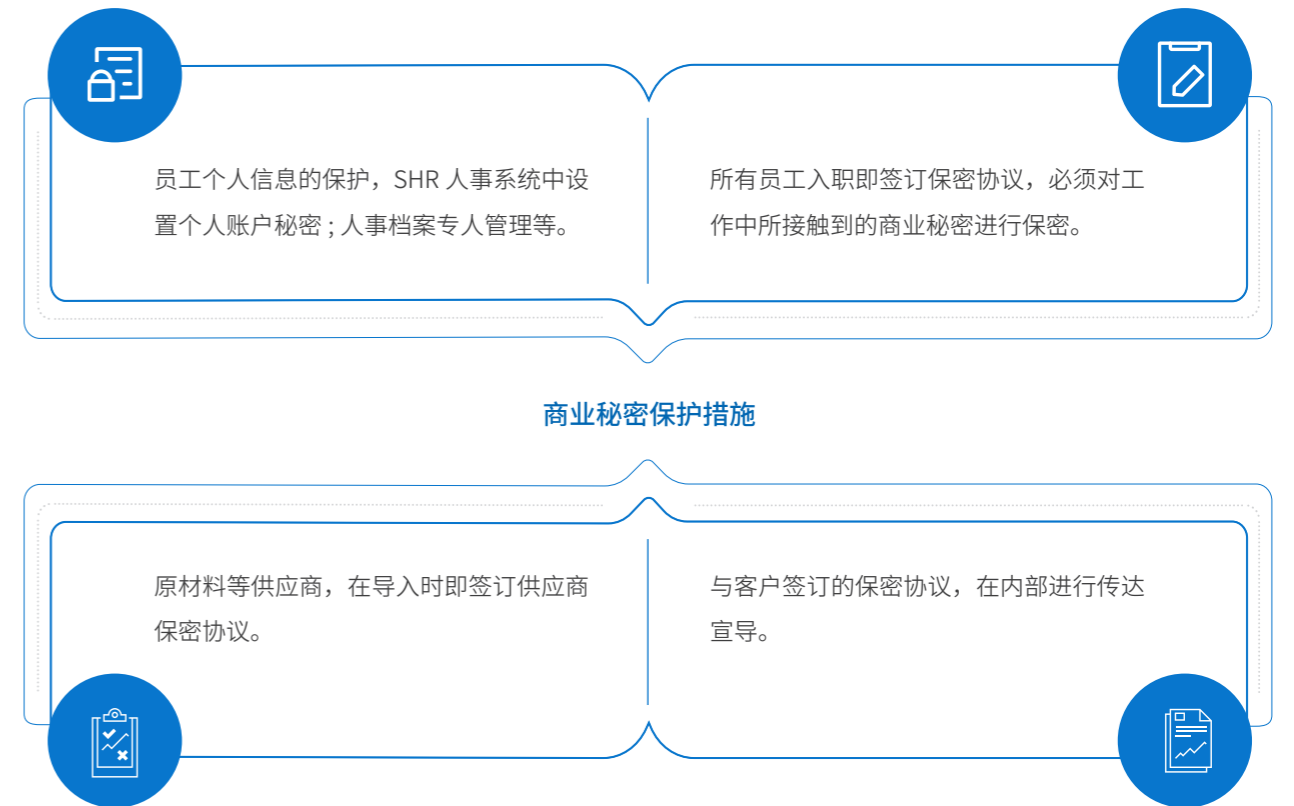 员工个人信息的保护，SHR 人事系统中设
置个人账户秘密 ; 人事档案专人管理等。
所有员工入职即签订保密协议，必须对工
作中所接触到的商业秘密进行保密。
商业秘密保护措施
原材料等供应商，在导入时即签订供应商
保密协议。
与客户签订的保密协议，在内部进行传达
宣导。